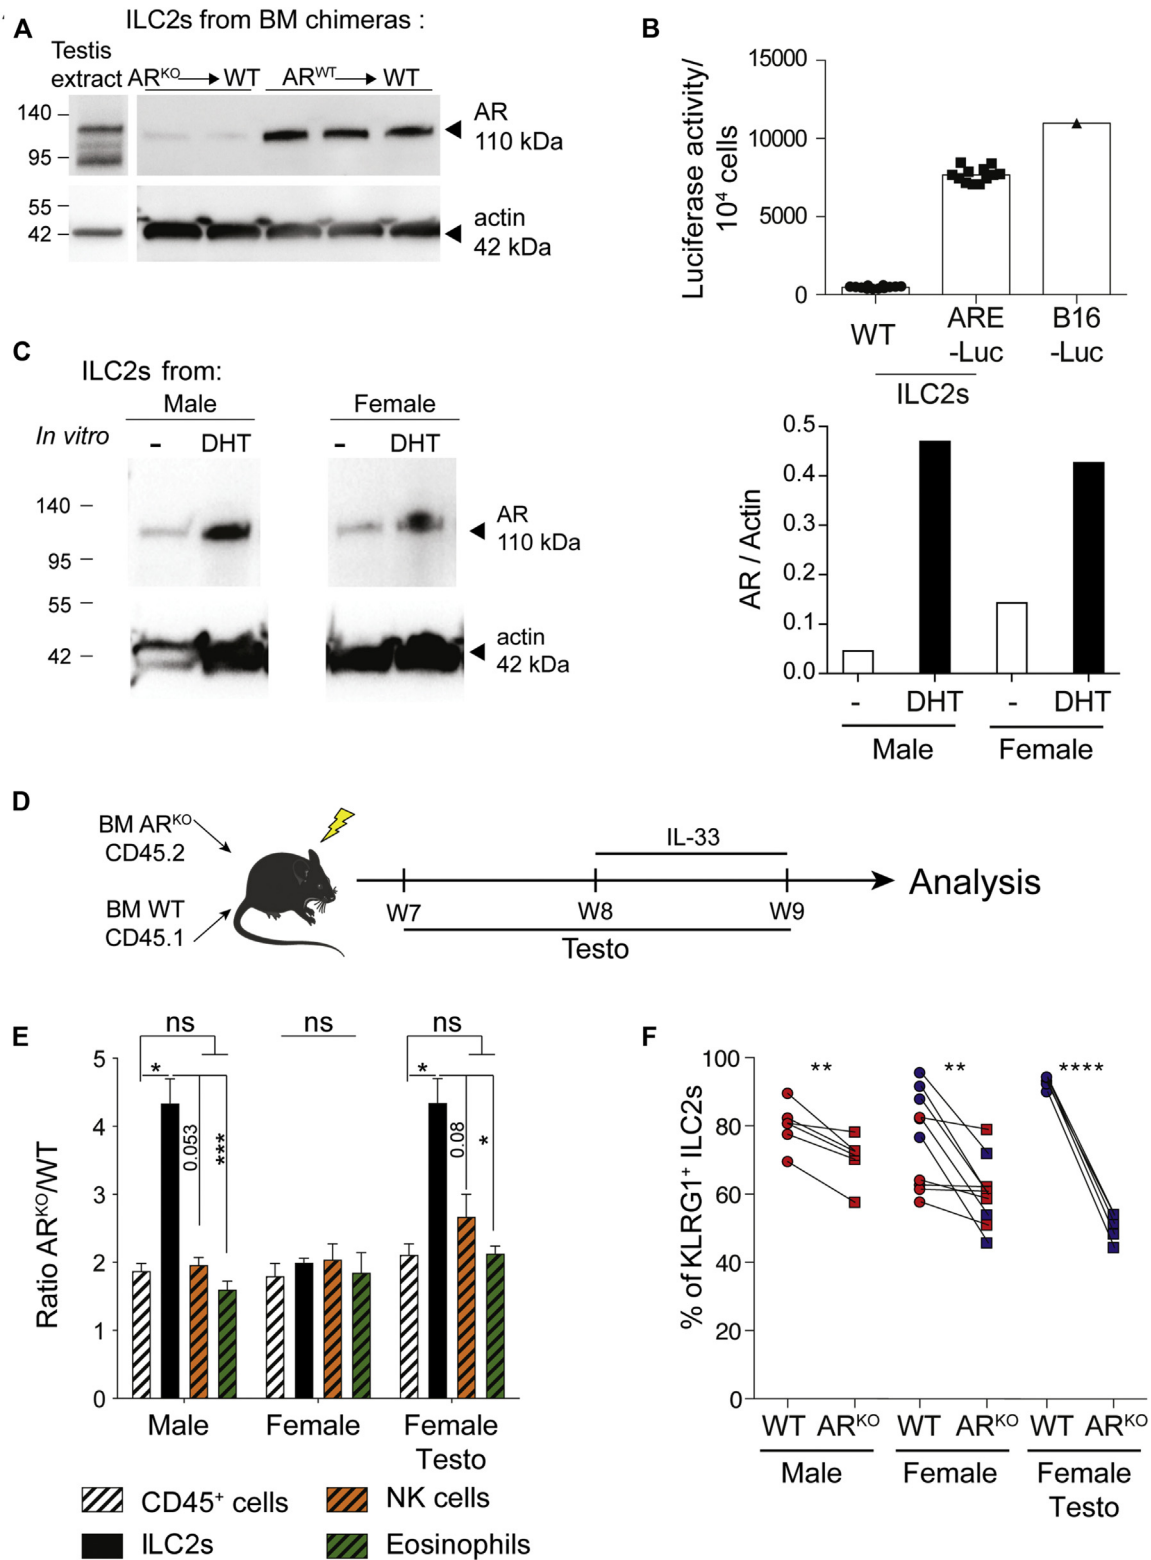 A
ILC2s from BM chimeras :
Testis
extract
AR^KO → WT
AR^WT → WT
140
95
AR
110 kDa
55
42
actin
42 kDa
B
Luciferase activity/
10^4 cells
15000
10000
5000
0
WT
ARE
-Luc
B16
-Luc
ILC2s
C
ILC2s from:
Male
Female
In vitro
-
DHT
-
DHT
140
95
AR
110 kDa
55
42
actin
42 kDa
AR / Actin
0.5
0.4
0.3
0.2
0.1
0.0
-
DHT
-
DHT
Male
Female
D
BM AR^KO
CD45.2
BM WT
CD45.1
IL-33
W7
W8
W9
Testo
Analysis
E
Ratio AR^KO/WT
5
4
3
2
1
0
ns
*
0.053
***
ns
ns
*
0.08
*
Male
Female
Female
Testo
CD45+ cells
NK cells
ILC2s
Eosinophils
F
% of KLRG1+ ILC2s
100
80
60
40
20
0
**
**
****
WT AR^KO
WT AR^KO
WT AR^KO
Male
Female
Female
Testo